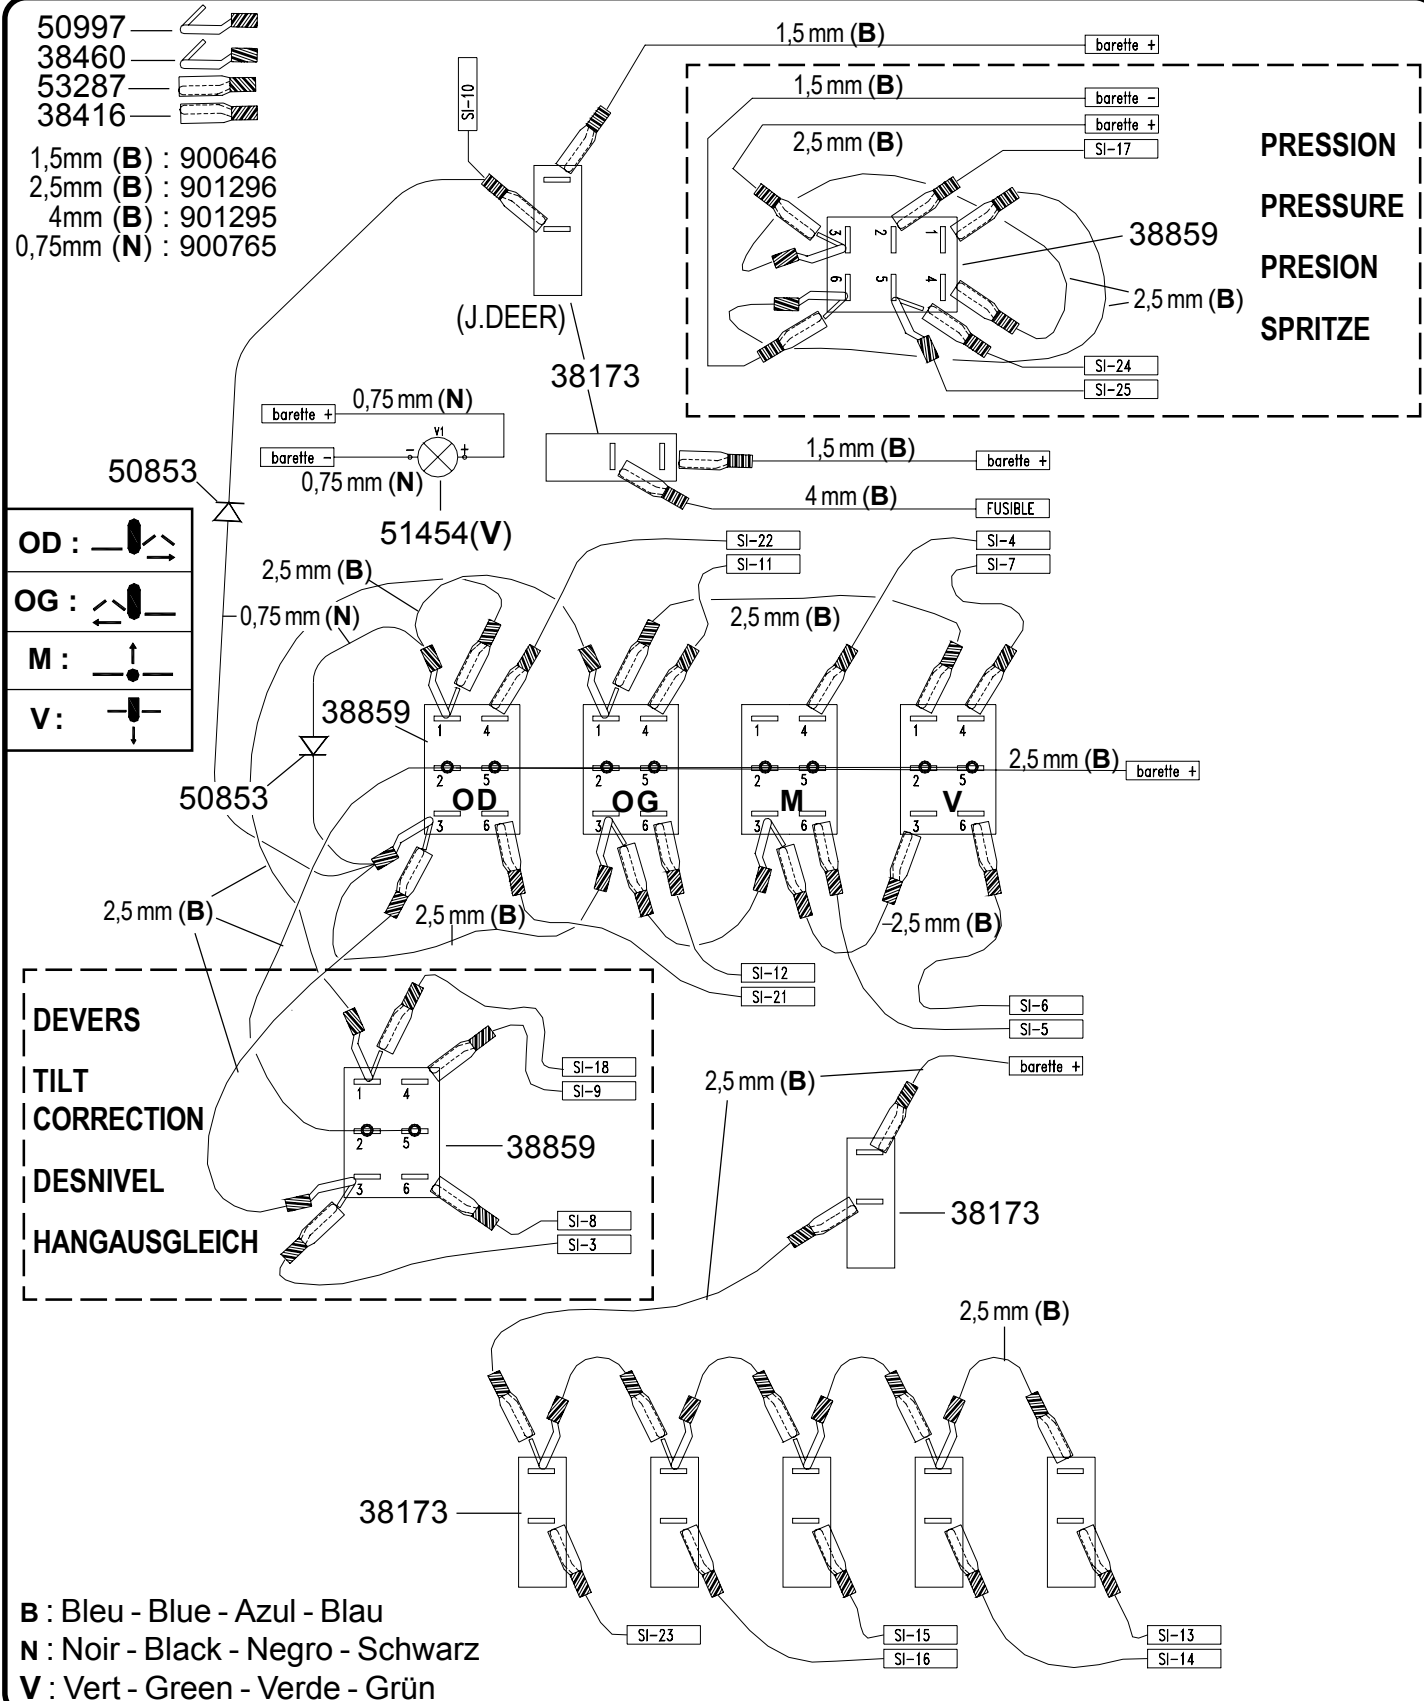 50997
38460
53287
38416
1,5mm (B) : 900646
2,5mm (B) : 901296
4mm (B) : 901295
0,75mm (N) : 900765
SI-10
1,5 mm (B)
barette +
1,5 mm (B)
barette -
barette +
2,5 mm (B)
SI-17
PRESSION
PRESSURE
PRESION
SPRITZE
3
2
1
6
5
4
38859
2,5 mm (B)
SI-24
SI-25
(J.DEER)
38173
barette +
0,75 mm (N)
V1
- +
barette -
0,75 mm (N)
51454(V)
1,5 mm (B)
barette +
4 mm (B)
FUSIBLE
50853
OD :
OG :
M :
V :
2,5 mm (B)
0,75 mm (N)
SI-22
SI-11
SI-4
SI-7
2,5 mm (B)
38859
50853
1 4
2 5
3 6
OD
1 4
2 5
3 6
OG
1 4
2 5
3 6
M
1 4
2 5
3 6
V
2,5 mm (B)
barette +
2,5 mm (B)
2,5 mm (B)
2,5 mm (B)
SI-12
SI-21
SI-6
SI-5
DEVERS
TILT
CORRECTION
DESNIVEL
HANGAUSGLEICH
1 4
2 5
3 6
SI-18
SI-9
38859
SI-8
SI-3
2,5 mm (B)
barette +
38173
2,5 mm (B)
38173
SI-23
SI-15
SI-16
SI-13
SI-14
B : Bleu - Blue - Azul - Blau
N : Noir - Black - Negro - Schwarz
V : Vert - Green - Verde - Grün